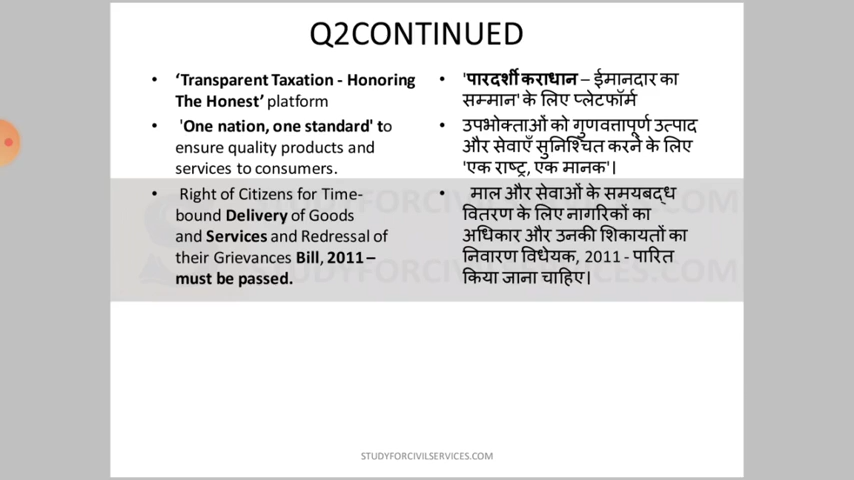 Q2CONTINUED
• ‘Transparent Taxation - Honoring
The Honest’ platform
• 'One nation, one standard' to
ensure quality products and
services to consumers.
• Right of Citizens for Time-
bound Delivery of Goods
and Services and Redressal of
their Grievances Bill, 2011 –
must be passed.
• 'पारदर्शी कराधान – ईमानदार का
सम्मान' के लिए प्लेटफॉर्म
• उपभोक्ताओं को गुणवत्तापूर्ण उत्पाद
और सेवाएँ सुनिश्चित करने के लिए
'एक राष्ट्र, एक मानक'।
• माल और सेवाओं के समयबद्ध
वितरण के लिए नागरिकों का
अधिकार और उनकी शिकायतों का
निवारण विधेयक, 2011 - पारित
किया जाना चाहिए।
STUDYFORCIVILSERVICES.COM